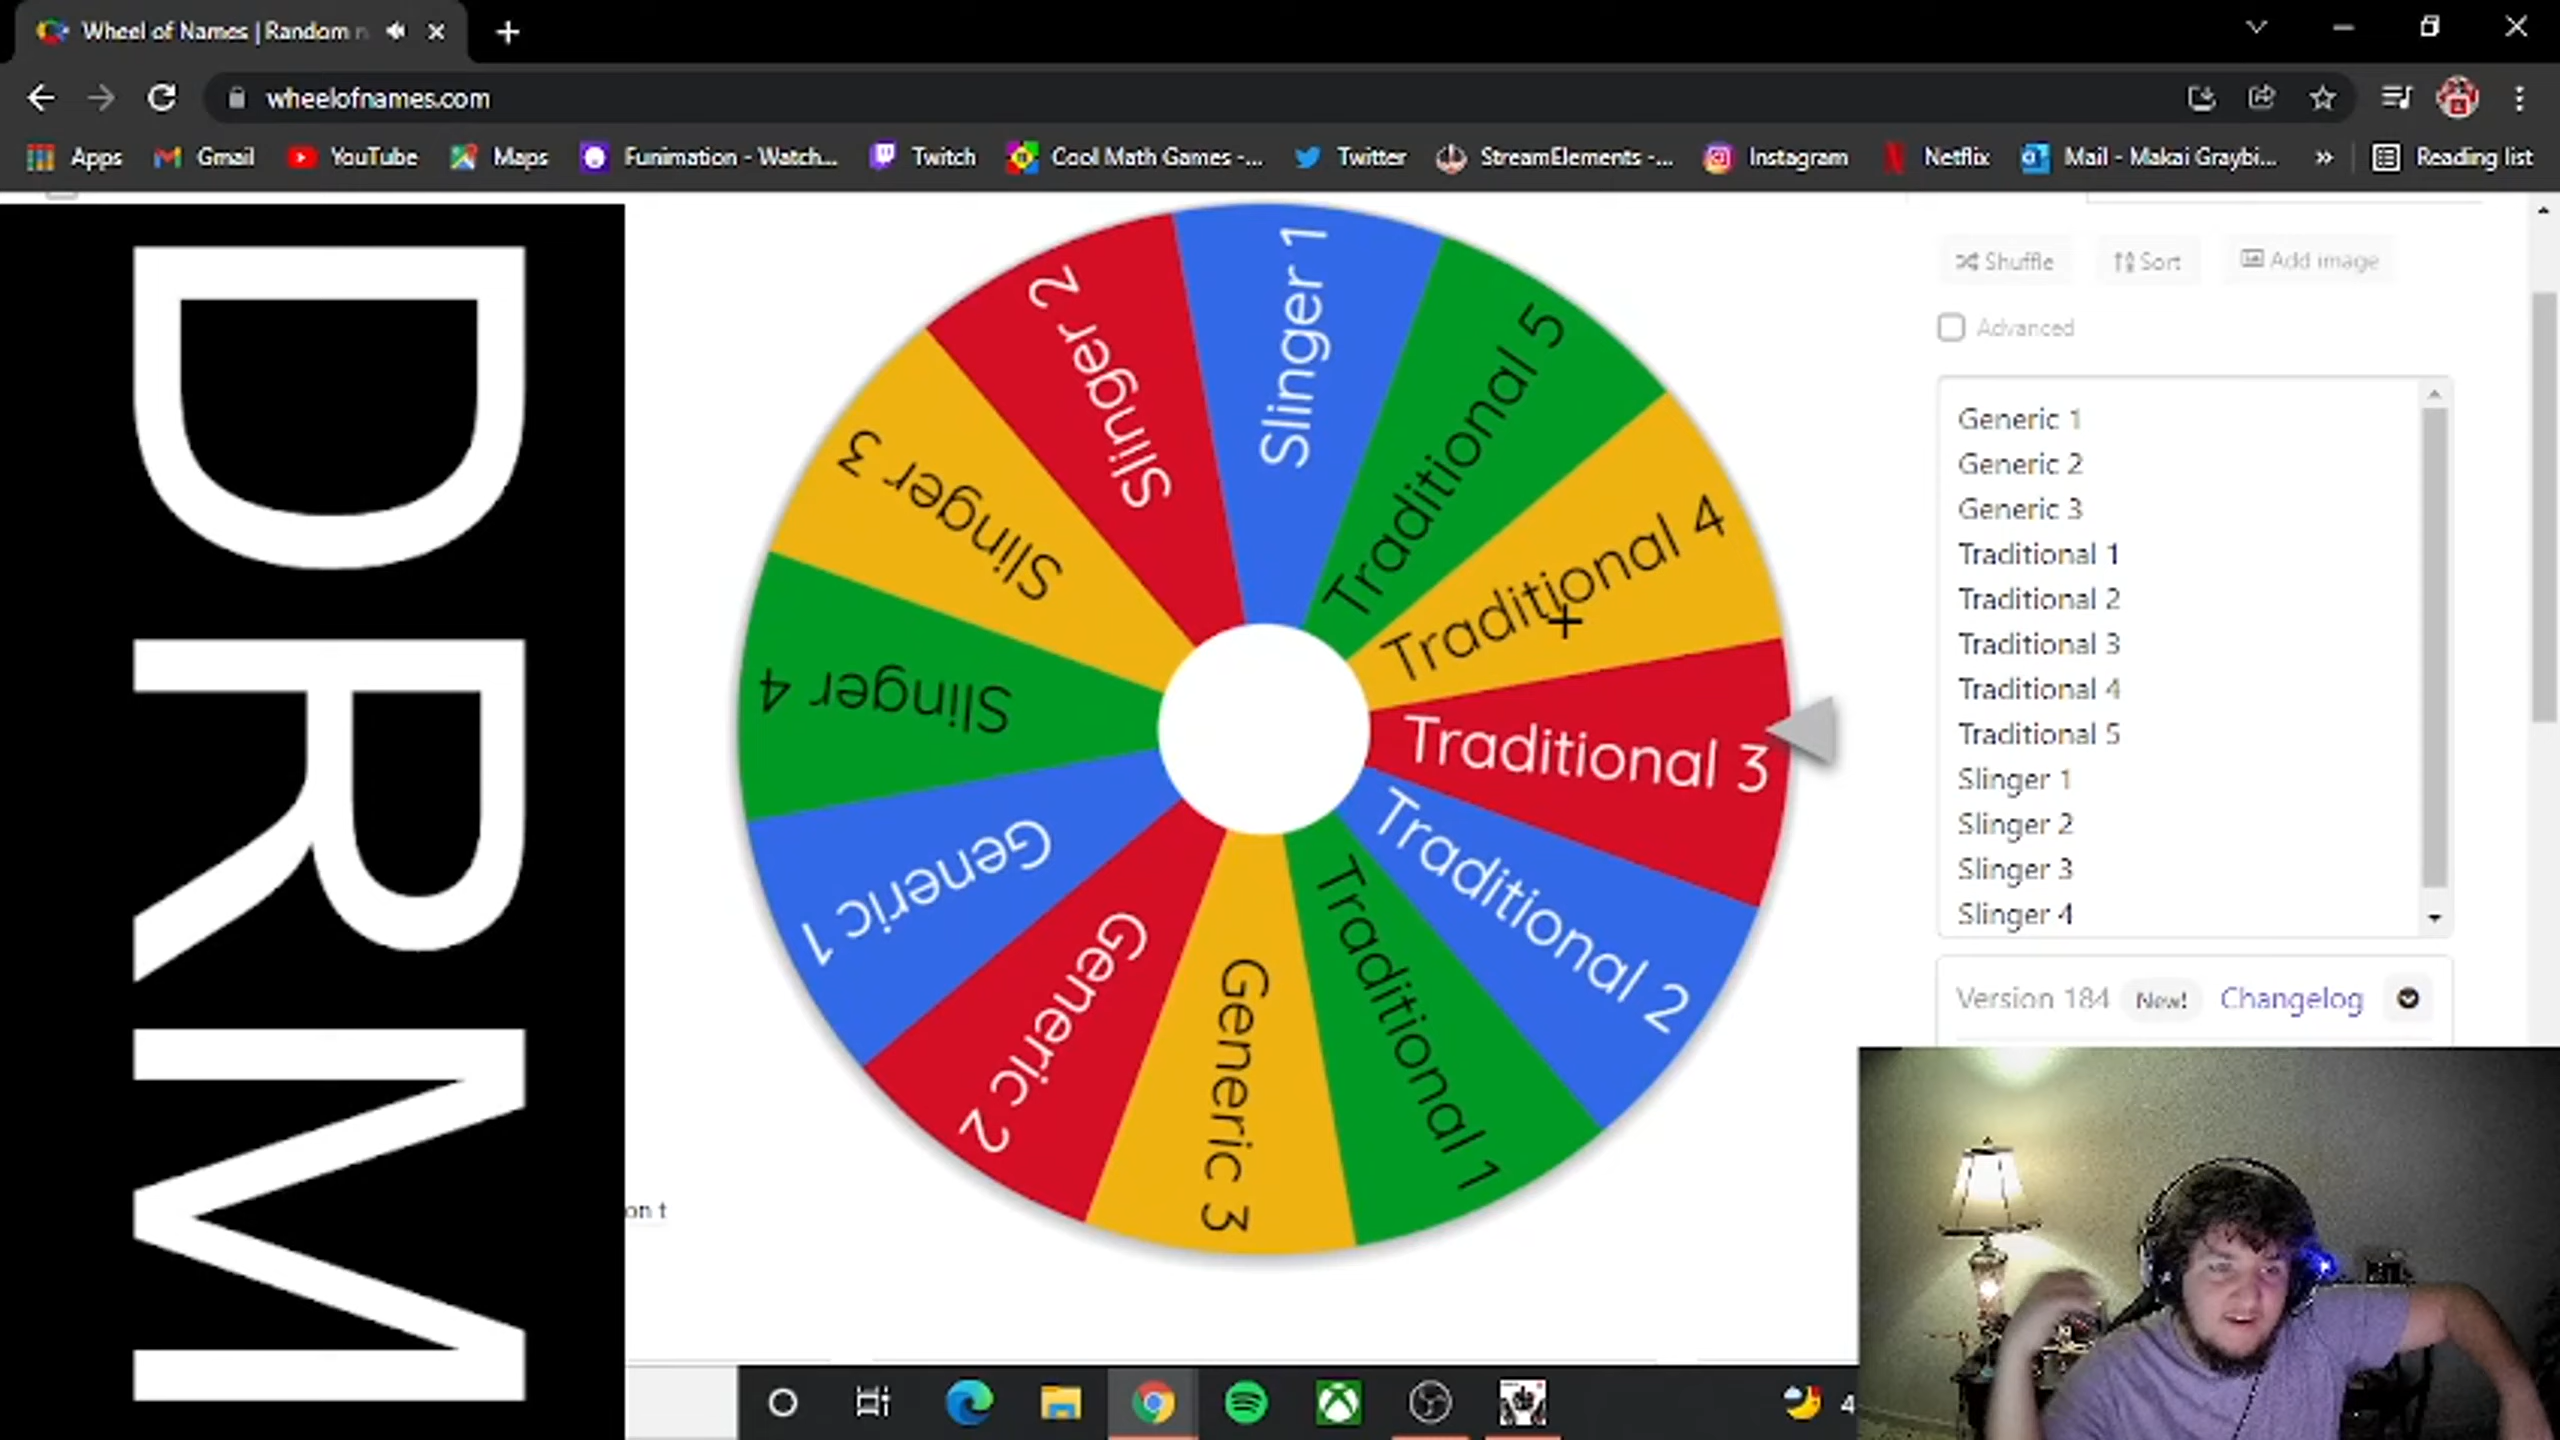 Wheel of Names | Random n
wheelofnames.com
Apps Gmail YouTube Maps Funimation - Watch... Twitch Cool Math Games -... Twitter StreamElements -... Instagram Netflix Mail - Makai Graybi... » Reading list
DRM
Slinger 1
Traditional 5
Traditional 4
Traditional 3
Traditional 2
Traditional 1
Generic 3
Generic 2
Generic 1
Slinger 4
Slinger 3
Slinger 2
Shuffle Sort Add image
Advanced
Generic 1
Generic 2
Generic 3
Traditional 1
Traditional 2
Traditional 3
Traditional 4
Traditional 5
Slinger 1
Slinger 2
Slinger 3
Slinger 4
Version 184 New! Changelog
on t
4